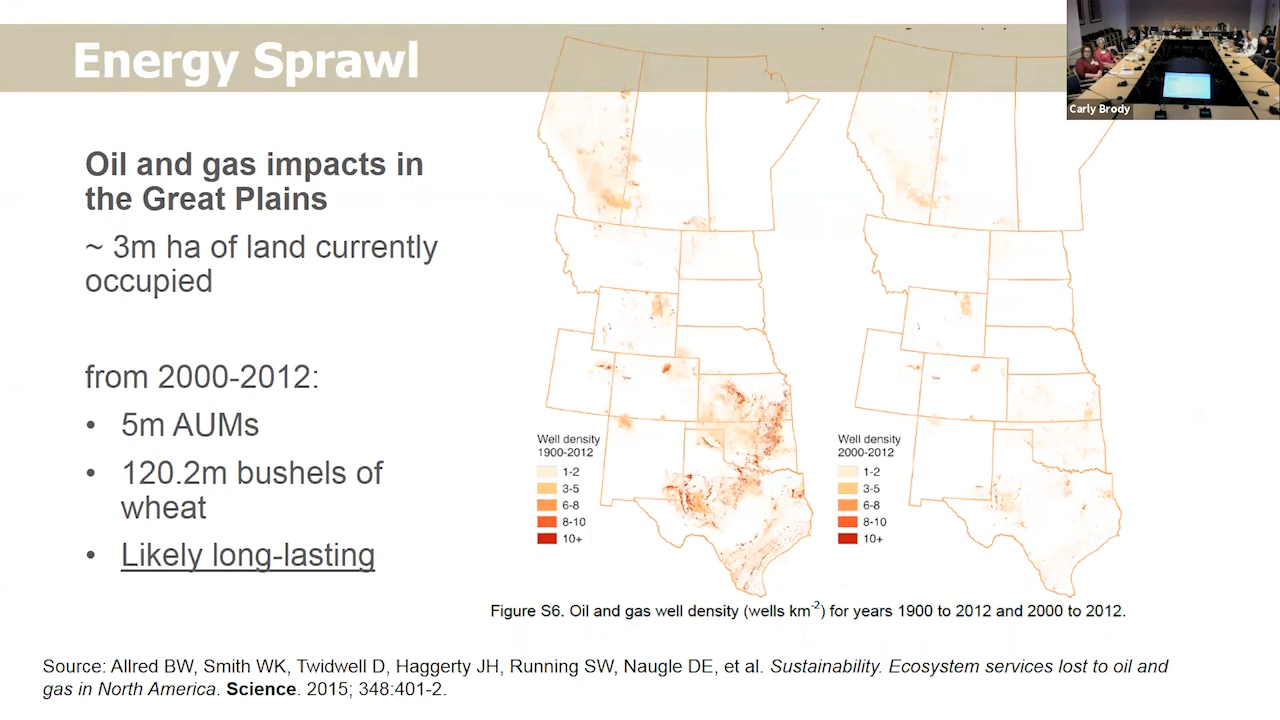 Energy Sprawl
Carly Brody
Oil and gas impacts in
the Great Plains
~ 3m ha of land currently
occupied
from 2000-2012:
• 5m AUMs
• 120.2m bushels of
wheat
• Likely long-lasting
Well density
1900-2012
1-2
3-5
6-8
8-10
10+
Well density
2000-2012
1-2
3-5
6-8
8-10
10+
Figure S6. Oil and gas well density (wells km-2) for years 1900 to 2012 and 2000 to 2012.
Source: Allred BW, Smith WK, Twidwell D, Haggerty JH, Running SW, Naugle DE, et al. Sustainability. Ecosystem services lost to oil and
gas in North America. Science. 2015; 348:401-2.